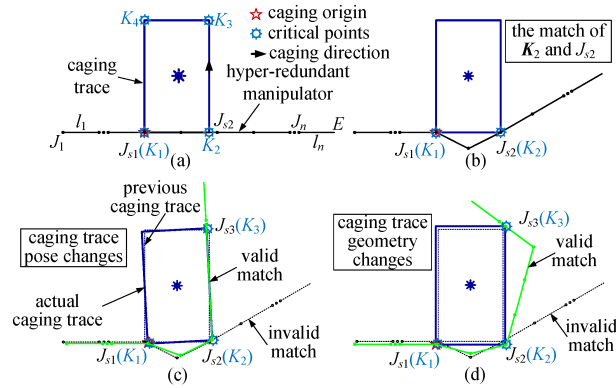 K4 K3
caging origin
critical points
caging direction
the match of
K2 and Js2
caging
trace
hyper-redundant
manipulator
l1 Js2 Jn E
J1 Js1(K1) K2 ln
(a)
Js1(K1) Js2(K2)
(b)
previous
caging trace
caging trace
pose changes
Js3(K3)
valid
match
actual
caging trace
invalid
match
Js1(K1) Js2(K2)
(c)
caging trace
geometry
changes
Js3(K3)
valid
match
invalid
match
Js1(K1) Js2(K2)
(d)